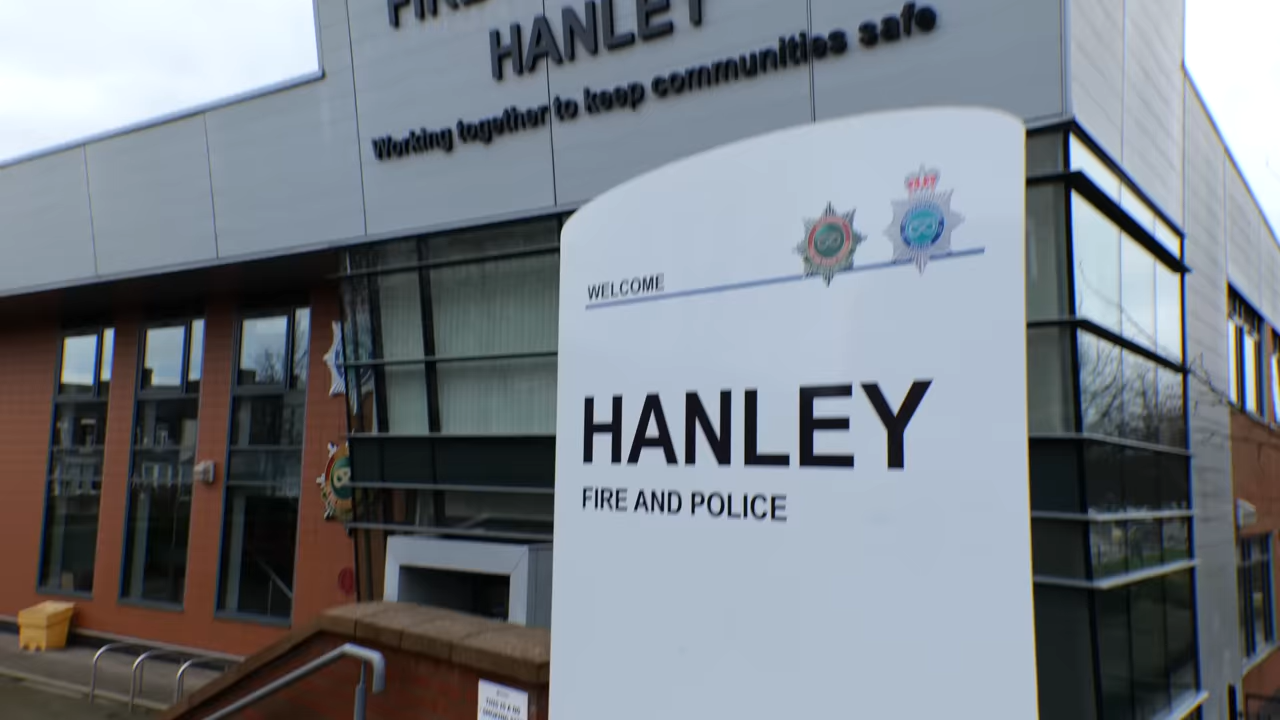 HANLEY
Working together to keep communities safe
WELCOME
HANLEY
FIRE AND POLICE